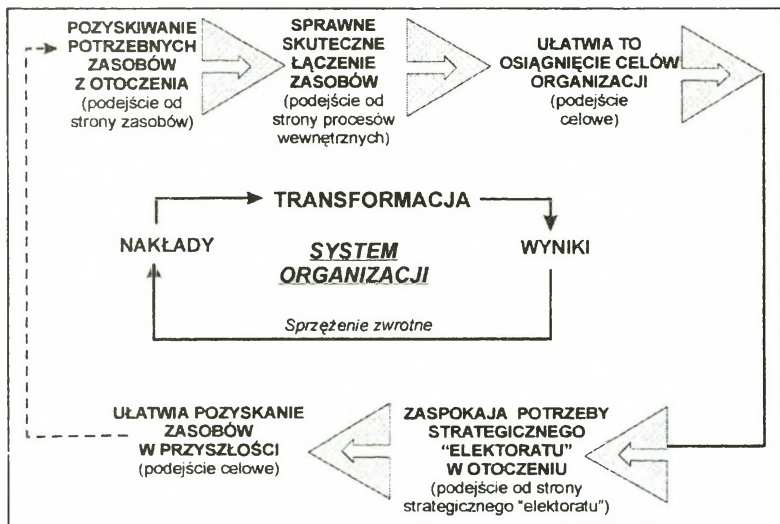 POZYSKIWANIE
POTRZEBNYCH
ZASOBÓW
Z OTOCZENIA
(podejście od
strony zasobów)
SPRAWNE
SKUTECZNE
ŁĄCZENIE
ZASOBÓW
(podejście od
strony procesów
wewnętrznych)
UŁATWIA TO
OSIĄGNIĘCIE CELÓW
ORGANIZACJI
(podejście
celowe)
TRANSFORMACJA
NAKŁADY
SYSTEM
ORGANIZACJI
WYNIKI
Sprzężenie zwrotne
UŁATWIA POZYSKANIE
ZASOBÓW
W PRZYSZŁOŚCI
(podejście celowe)
ZASPOKAJA POTRZEBY
STRATEGICZNEGO
"ELEKTORATU"
W OTOCZENIU
(podejście od strony
strategicznego "elektoratu")